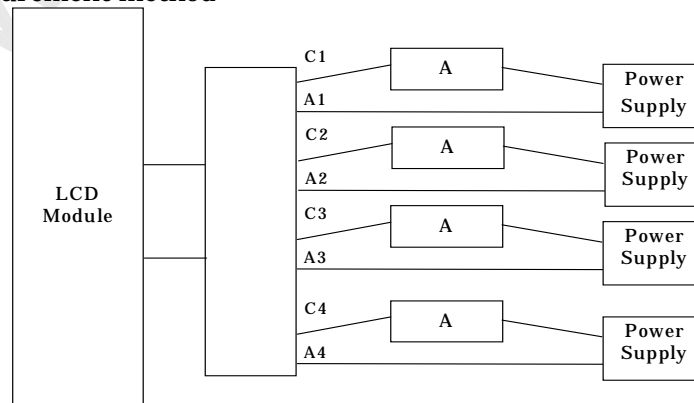 C1
A
Power
Supply
A1
C2
A
Power
Supply
A2
LCD
Module
C3
A
Power
Supply
A3
C4
A
Power
Supply
A4